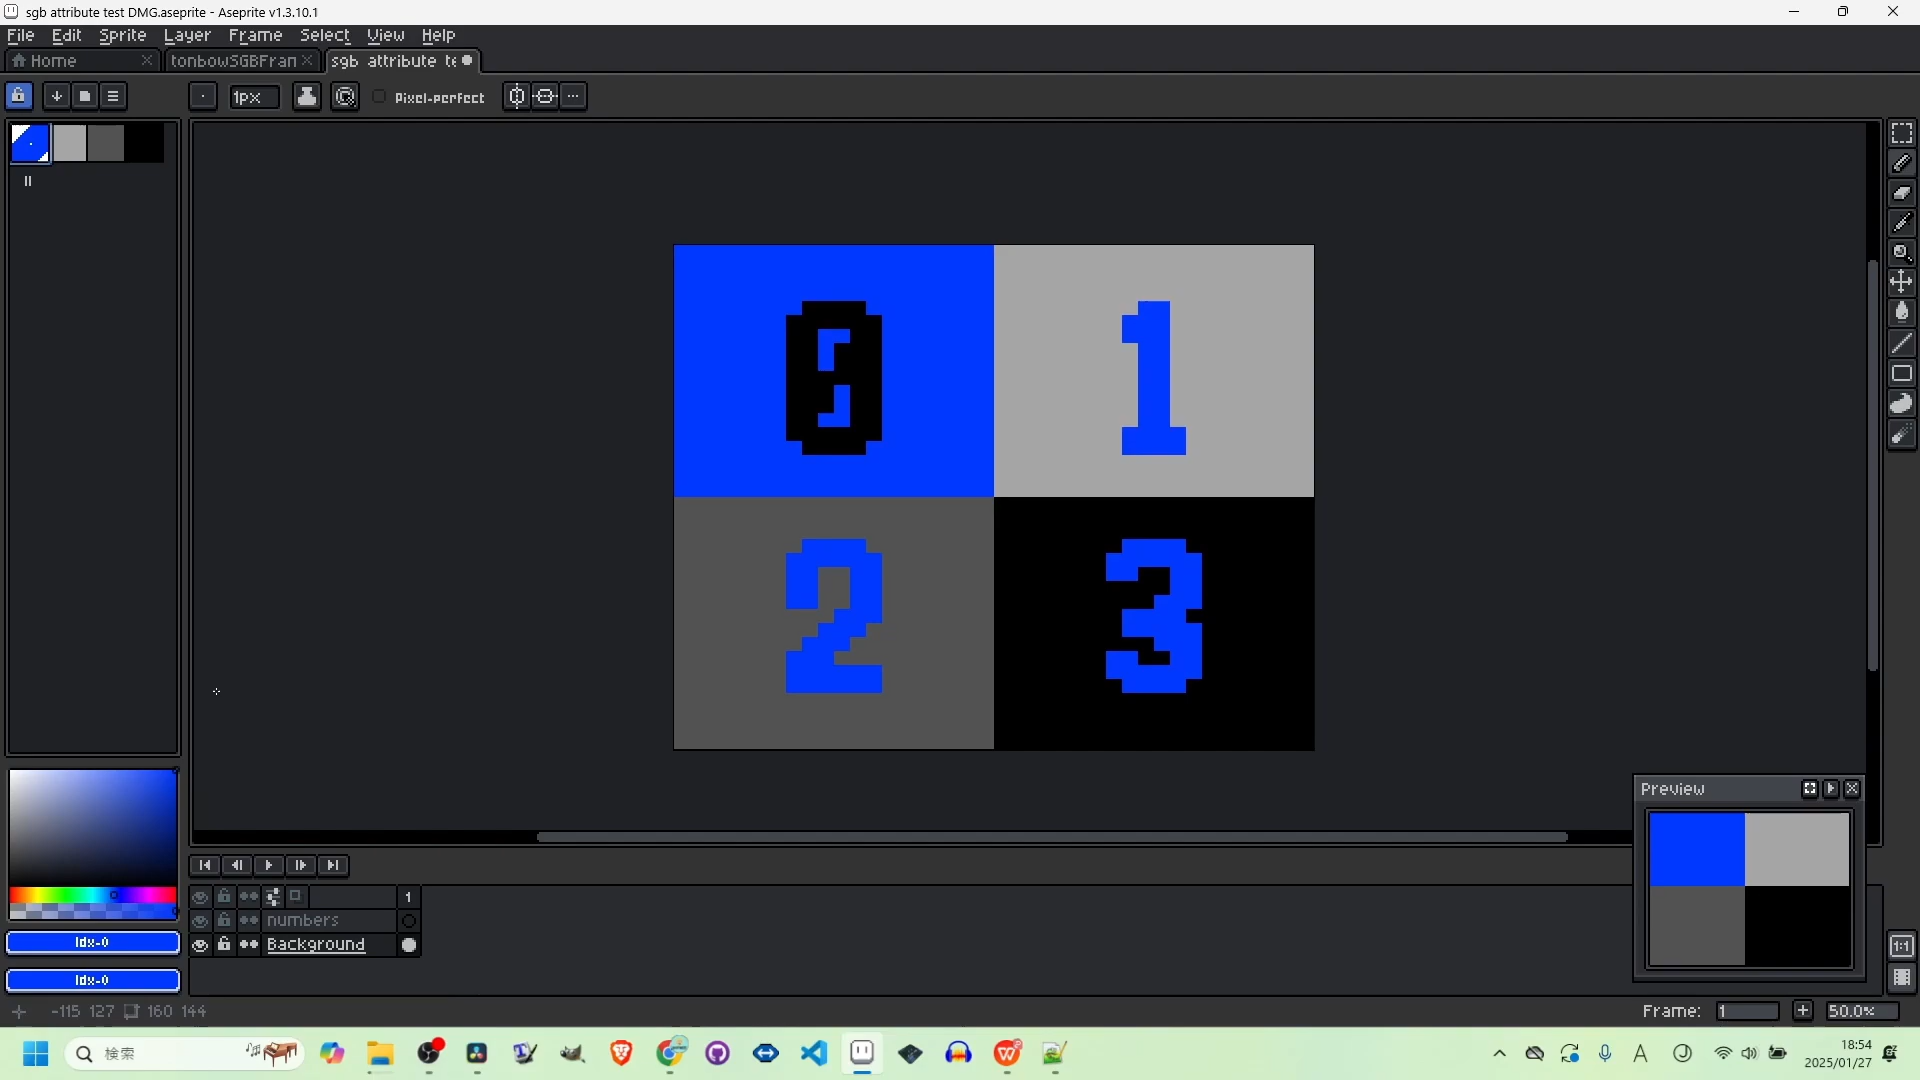 sgb attribute test DMG.aseprite - Aseprite v1.3.10.1
File Edit Sprite Layer Frame Select View Help
Home tonbowSGBFran sgb attribute te
1px Pixel-perfect
0 1
2 3
Preview
1
numbers
Background
Idx-0
Idx-0
1:1
-115 127 160 144
Frame: 1 50.0%
検索
A
18:54
2025/01/27